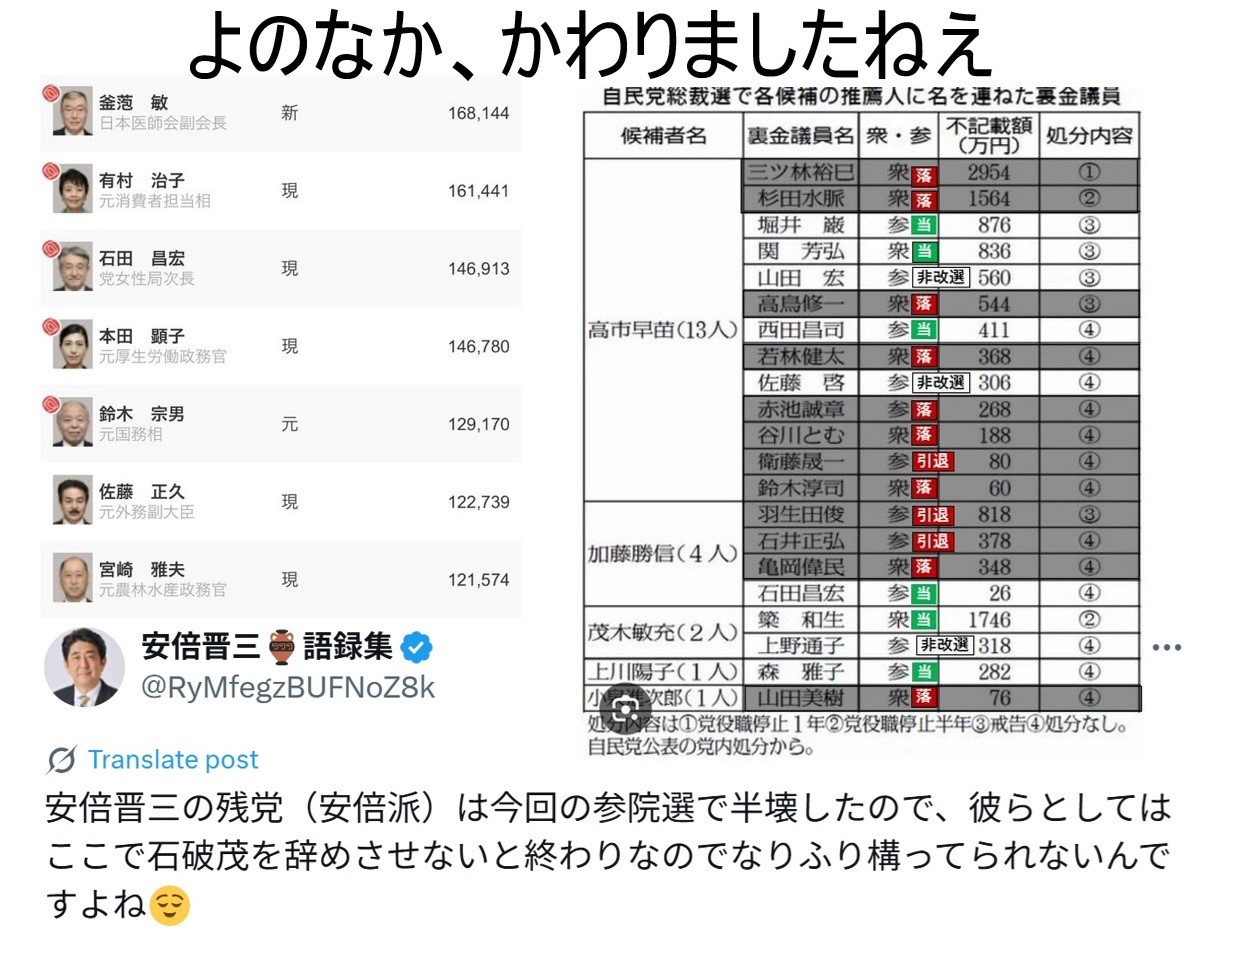 よのなか、かわりましたねえ
釜萢 敏 新 168,144
日本医師会副会長
有村 治子 現 161,441
元消費者担当相
石田 昌宏 現 146,913
党女性局次長
本田 顕子 現 146,780
元厚生労働政務官
鈴木 宗男 元 129,170
元国務相
佐藤 正久 現 122,739
元外務副大臣
宮崎 雅夫 現 121,574
元農林水産政務官
自民党総裁選で各候補の推薦人に名を連ねた裏金議員
候補者名 裏金議員名 衆・参 不記載額(万円) 処分内容
高市早苗(13人)
三ツ林裕巳 衆 落 2954 ①
杉田水脈 衆 落 1564 ②
堀井 巌 参 当 876 ③
関 芳弘 衆 当 836 ③
山田 宏 参 非改選 560 ③
高鳥修一 衆 落 544 ③
西田昌司 参 当 411 ④
若林健太 衆 落 368 ④
佐藤 啓 参 非改選 306 ④
赤池誠章 参 落 268 ④
谷川とむ 衆 落 188 ④
衛藤晟一 参 引退 80 ④
鈴木淳司 衆 落 60 ④
加藤勝信(4人)
羽生田俊 参 引退 818 ③
石井正弘 参 引退 378 ④
亀岡偉民 衆 落 348 ④
石田昌宏 参 当 26 ④
茂木敏充(2人)
簗 和生 衆 当 1746 ②
上野通子 参 非改選 318 ④
上川陽子(1人) 森 雅子 参 当 282 ④
小泉進次郎(1人) 山田美樹 衆 落 76 ④
処分内容は①党役職停止1年②党役職停止半年③戒告④処分なし。
自民党公表の党内処分から。
安倍晋三🏺語録集
@RyMfegzBUFNoZ8k
Translate post
安倍晋三の残党（安倍派）は今回の参院選で半壊したので、彼らとしては
ここで石破茂を辞めさせないと終わりなのでなりふり構ってられないんで
すよね😌